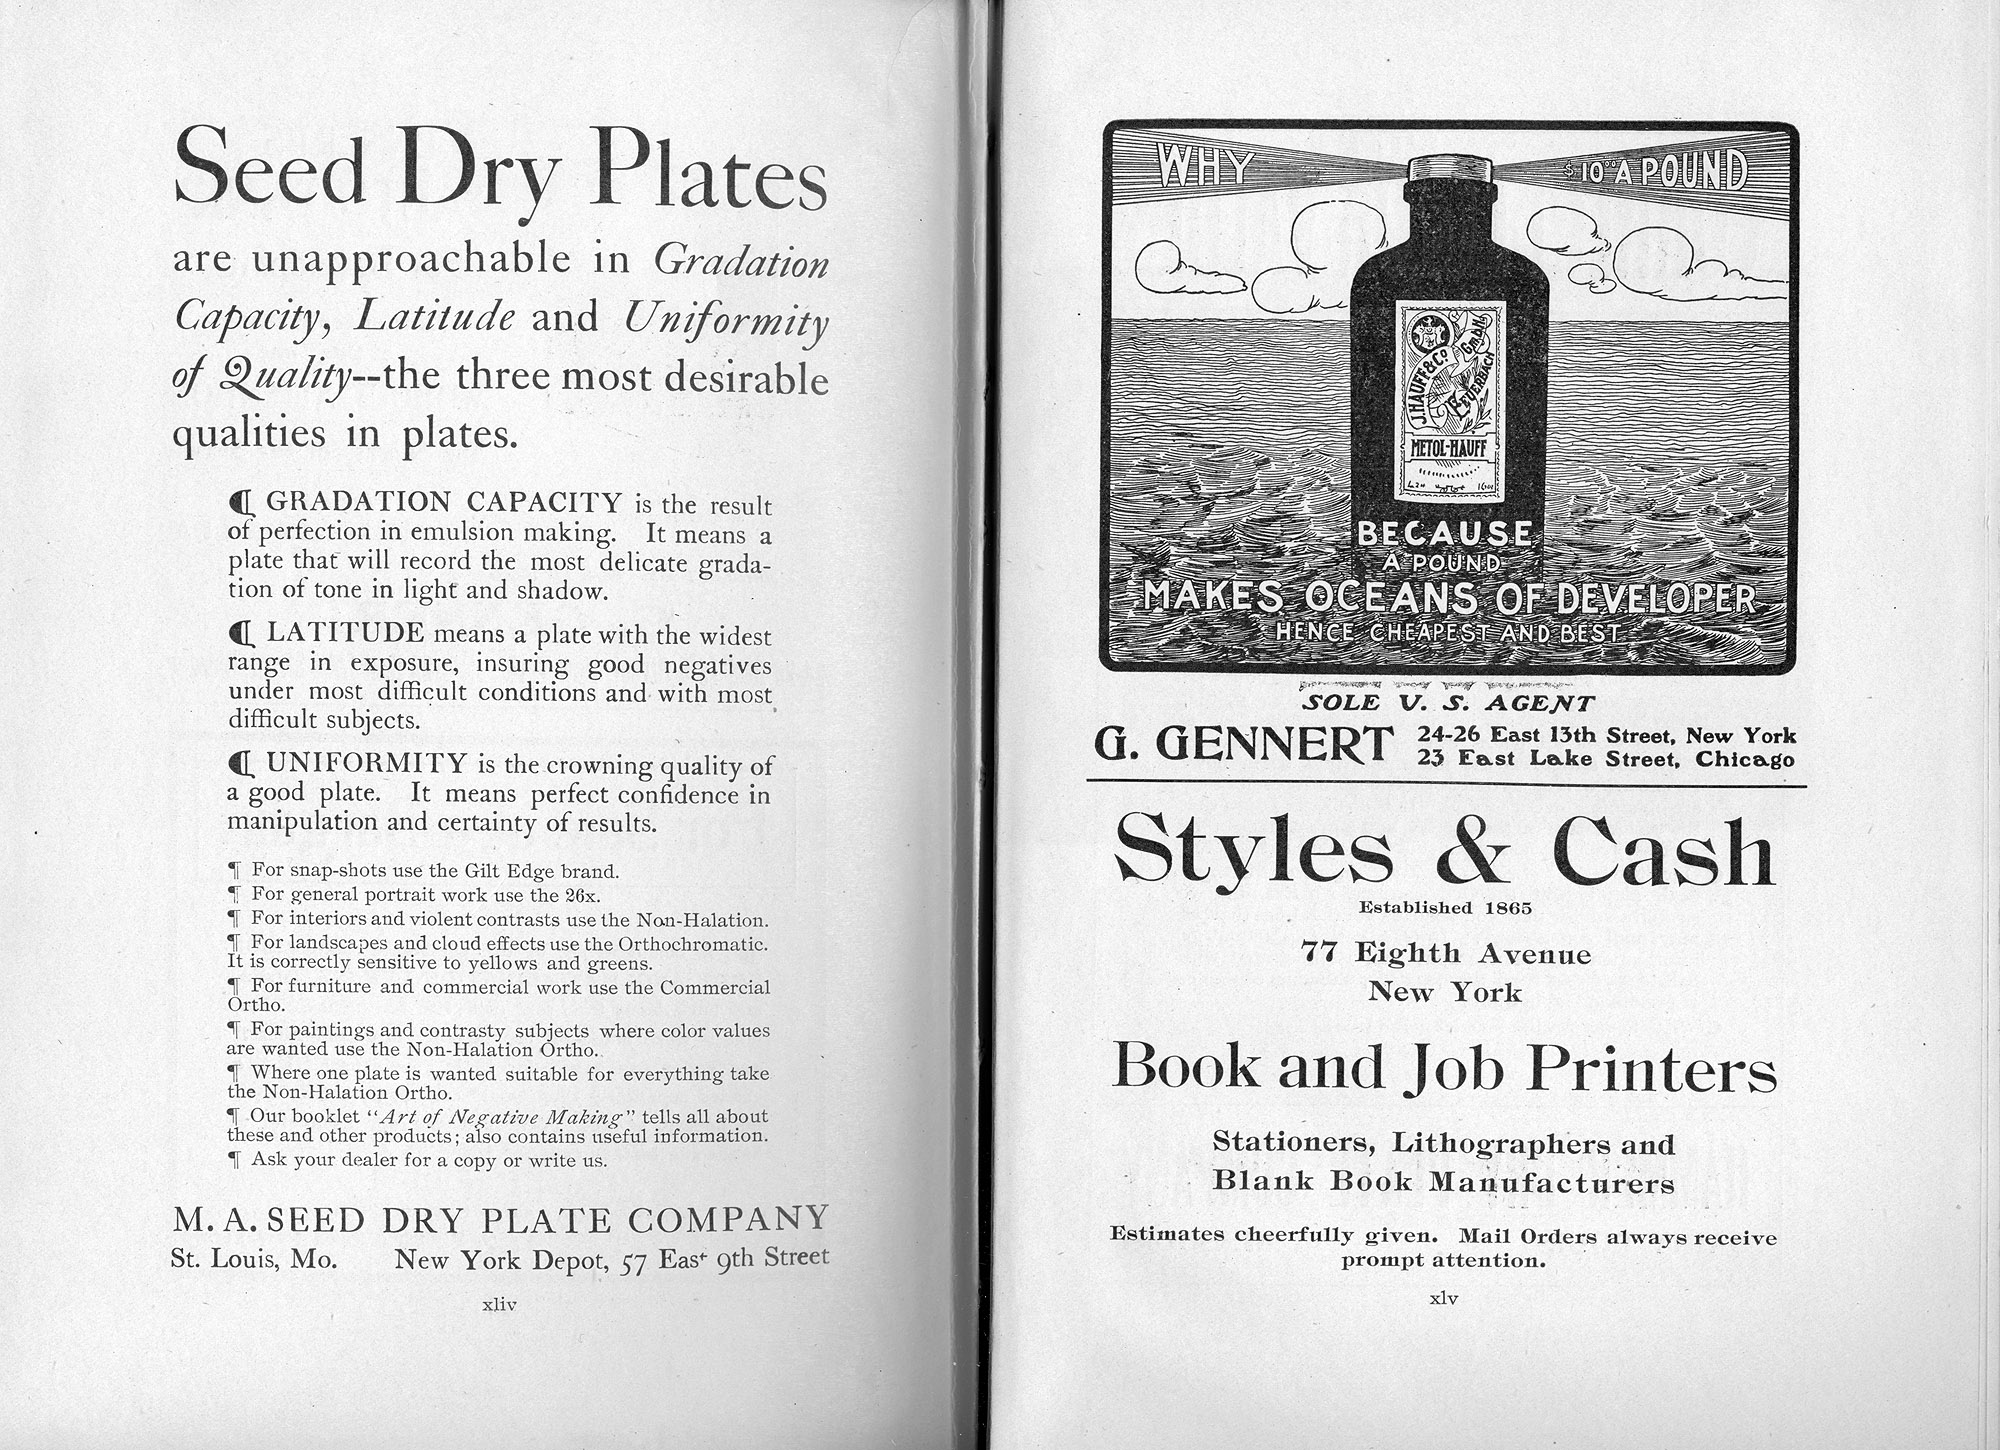 Seed Dry Plates
are unapproachable in Gradation
Capacity, Latitude and Uniformity
of Quality--the three most desirable
qualities in plates.
¶ GRADATION CAPACITY is the result
of perfection in emulsion making. It means a
plate that will record the most delicate grada-
tion of tone in light and shadow.
¶ LATITUDE means a plate with the widest
range in exposure, insuring good negatives
under most difficult conditions and with most
difficult subjects.
¶ UNIFORMITY is the crowning quality of
a good plate. It means perfect confidence in
manipulation and certainty of results.
¶ For snap-shots use the Gilt Edge brand.
¶ For general portrait work use the 26x.
¶ For interiors and violent contrasts use the Non-Halation.
¶ For landscapes and cloud effects use the Orthochromatic.
It is correctly sensitive to yellows and greens.
¶ For furniture and commercial work use the Commercial
Ortho.
¶ For paintings and contrasty subjects where color values
are wanted use the Non-Halation Ortho.
¶ Where one plate is wanted suitable for everything take
the Non-Halation Ortho.
¶ Our booklet "Art of Negative Making" tells all about
these and other products; also contains useful information.
¶ Ask your dealer for a copy or write us.
M. A. SEED DRY PLATE COMPANY
St. Louis, Mo. New York Depot, 57 East 9th Street
xliv
WHY $10.00 A POUND
J. HAUFF & Co.
G.m.b.H.
FEUERBACH
METOL-HAUFF
BECAUSE
A POUND
MAKES OCEANS OF DEVELOPER
HENCE CHEAPEST AND BEST
SOLE U. S. AGENT
G. GENNERT 24-26 East 13th Street, New York
23 East Lake Street, Chicago
Styles & Cash
Established 1865
77 Eighth Avenue
New York
Book and Job Printers
Stationers, Lithographers and
Blank Book Manufacturers
Estimates cheerfully given. Mail Orders always receive
prompt attention.
xlv